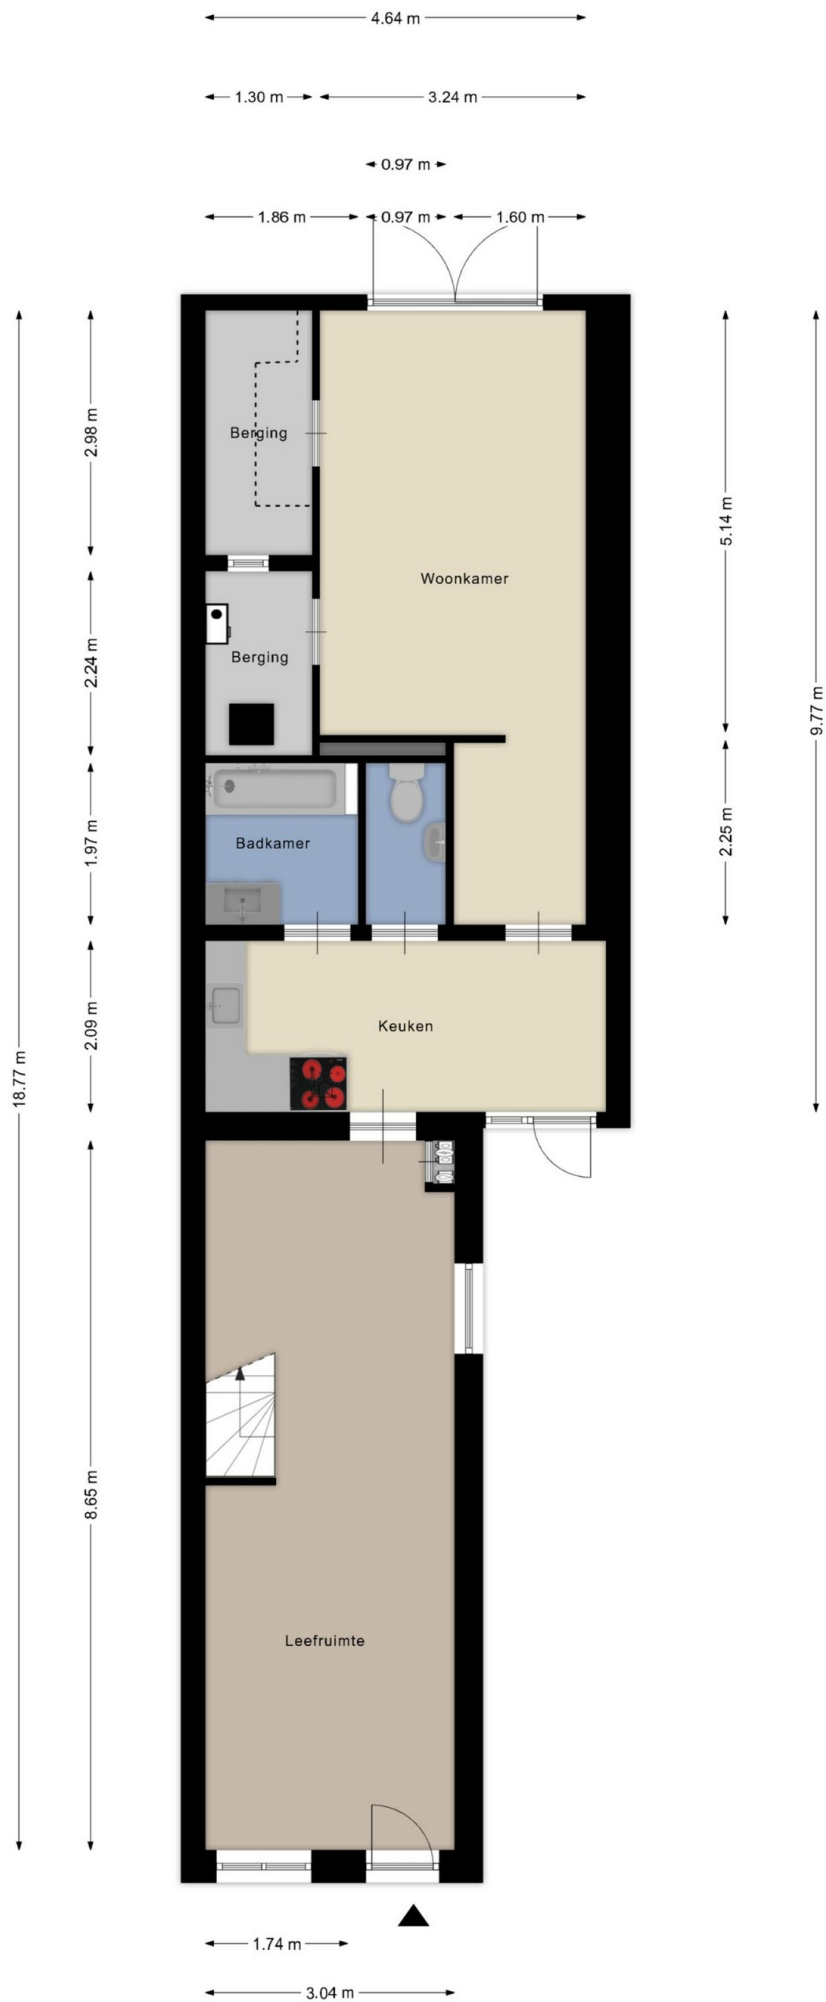 4.64 m
1.30 m
3.24 m
0.97 m
1.86 m
0.97 m
1.60 m
2.98 m
Berging
5.14 m
Woonkamer
2.24 m
Berging
9.77 m
1.97 m
Badkamer
2.25 m
2.09 m
Keuken
18.77 m
8.65 m
Leefruimte
1.74 m
3.04 m